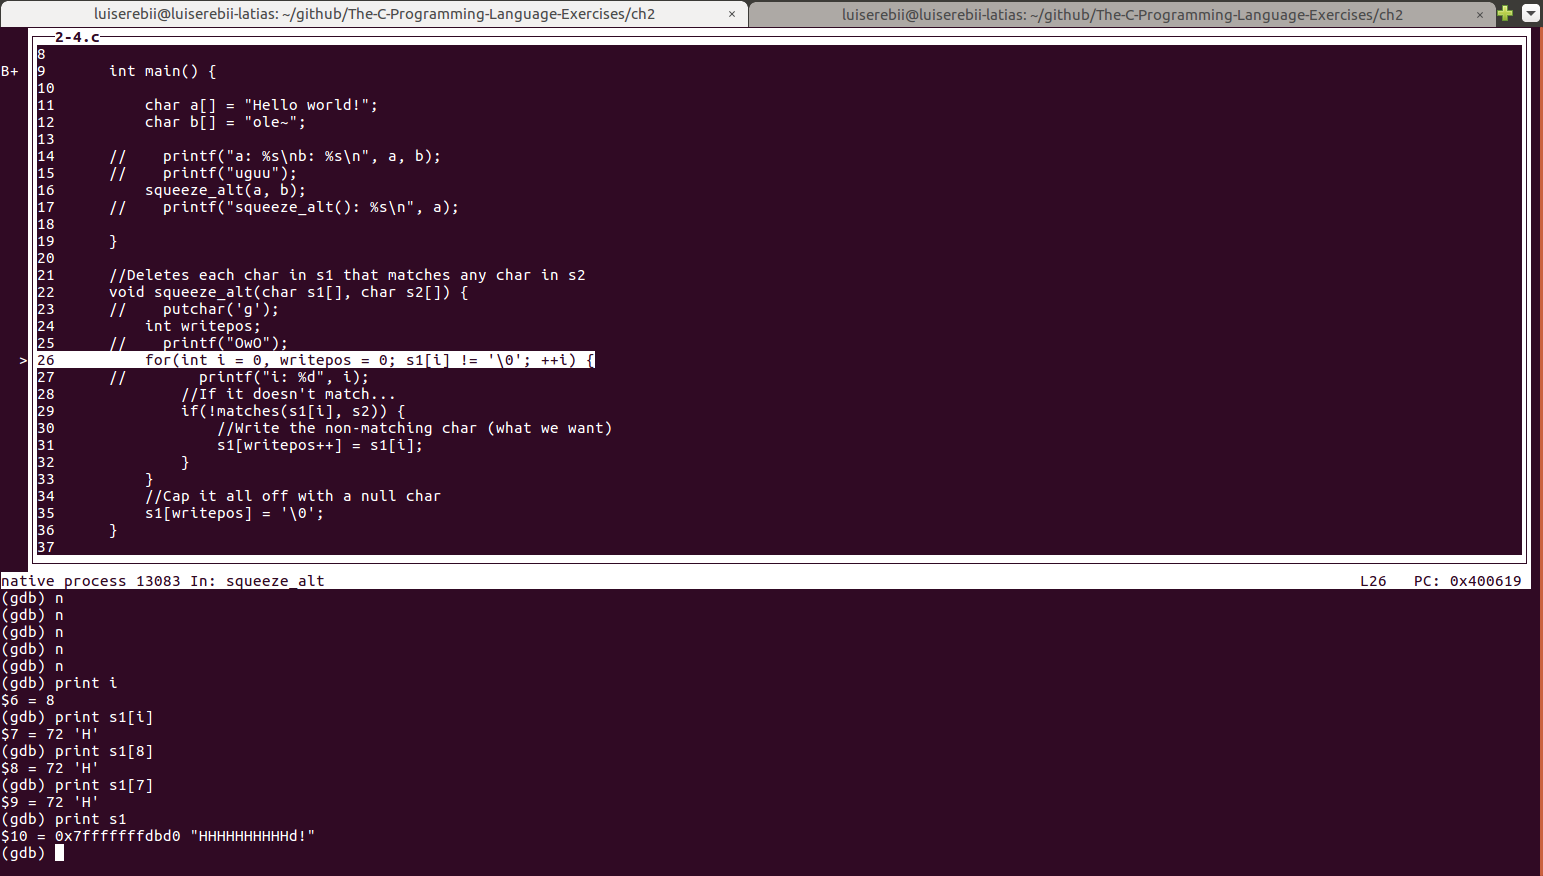 luiserebii@luiserebii-latias: ~/github/The-C-Programming-Language-Exercises/ch2 × luiserebii@luiserebii-latias: ~/github/The-C-Programming-Language-Exercises/ch2 ×
2-4.c
8
B+ 9      int main() {
10
11         char a[] = "Hello world!";
12         char b[] = "ole~";
13
14     //    printf("a: %s\nb: %s\n", a, b);
15     //    printf("uguu");
16         squeeze_alt(a, b);
17     //    printf("squeeze_alt(): %s\n", a);
18
19     }
20
21     //Deletes each char in s1 that matches any char in s2
22     void squeeze_alt(char s1[], char s2[]) {
23     //    putchar('g');
24         int writepos;
25     //    printf("OwO");
> 26         for(int i = 0, writepos = 0; s1[i] != '\0'; ++i) {
27     //        printf("i: %d", i);
28             //If it doesn't match...
29             if(!matches(s1[i], s2)) {
30                 //Write the non-matching char (what we want)
31                 s1[writepos++] = s1[i];
32             }
33         }
34         //Cap it all off with a null char
35         s1[writepos] = '\0';
36     }
37
native process 13083 In: squeeze_alt L26 PC: 0x400619
(gdb) n
(gdb) n
(gdb) n
(gdb) n
(gdb) n
(gdb) print i
$6 = 8
(gdb) print s1[i]
$7 = 72 'H'
(gdb) print s1[8]
$8 = 72 'H'
(gdb) print s1[7]
$9 = 72 'H'
(gdb) print s1
$10 = 0x7fffffffdbd0 "HHHHHHHHHHd!"
(gdb)